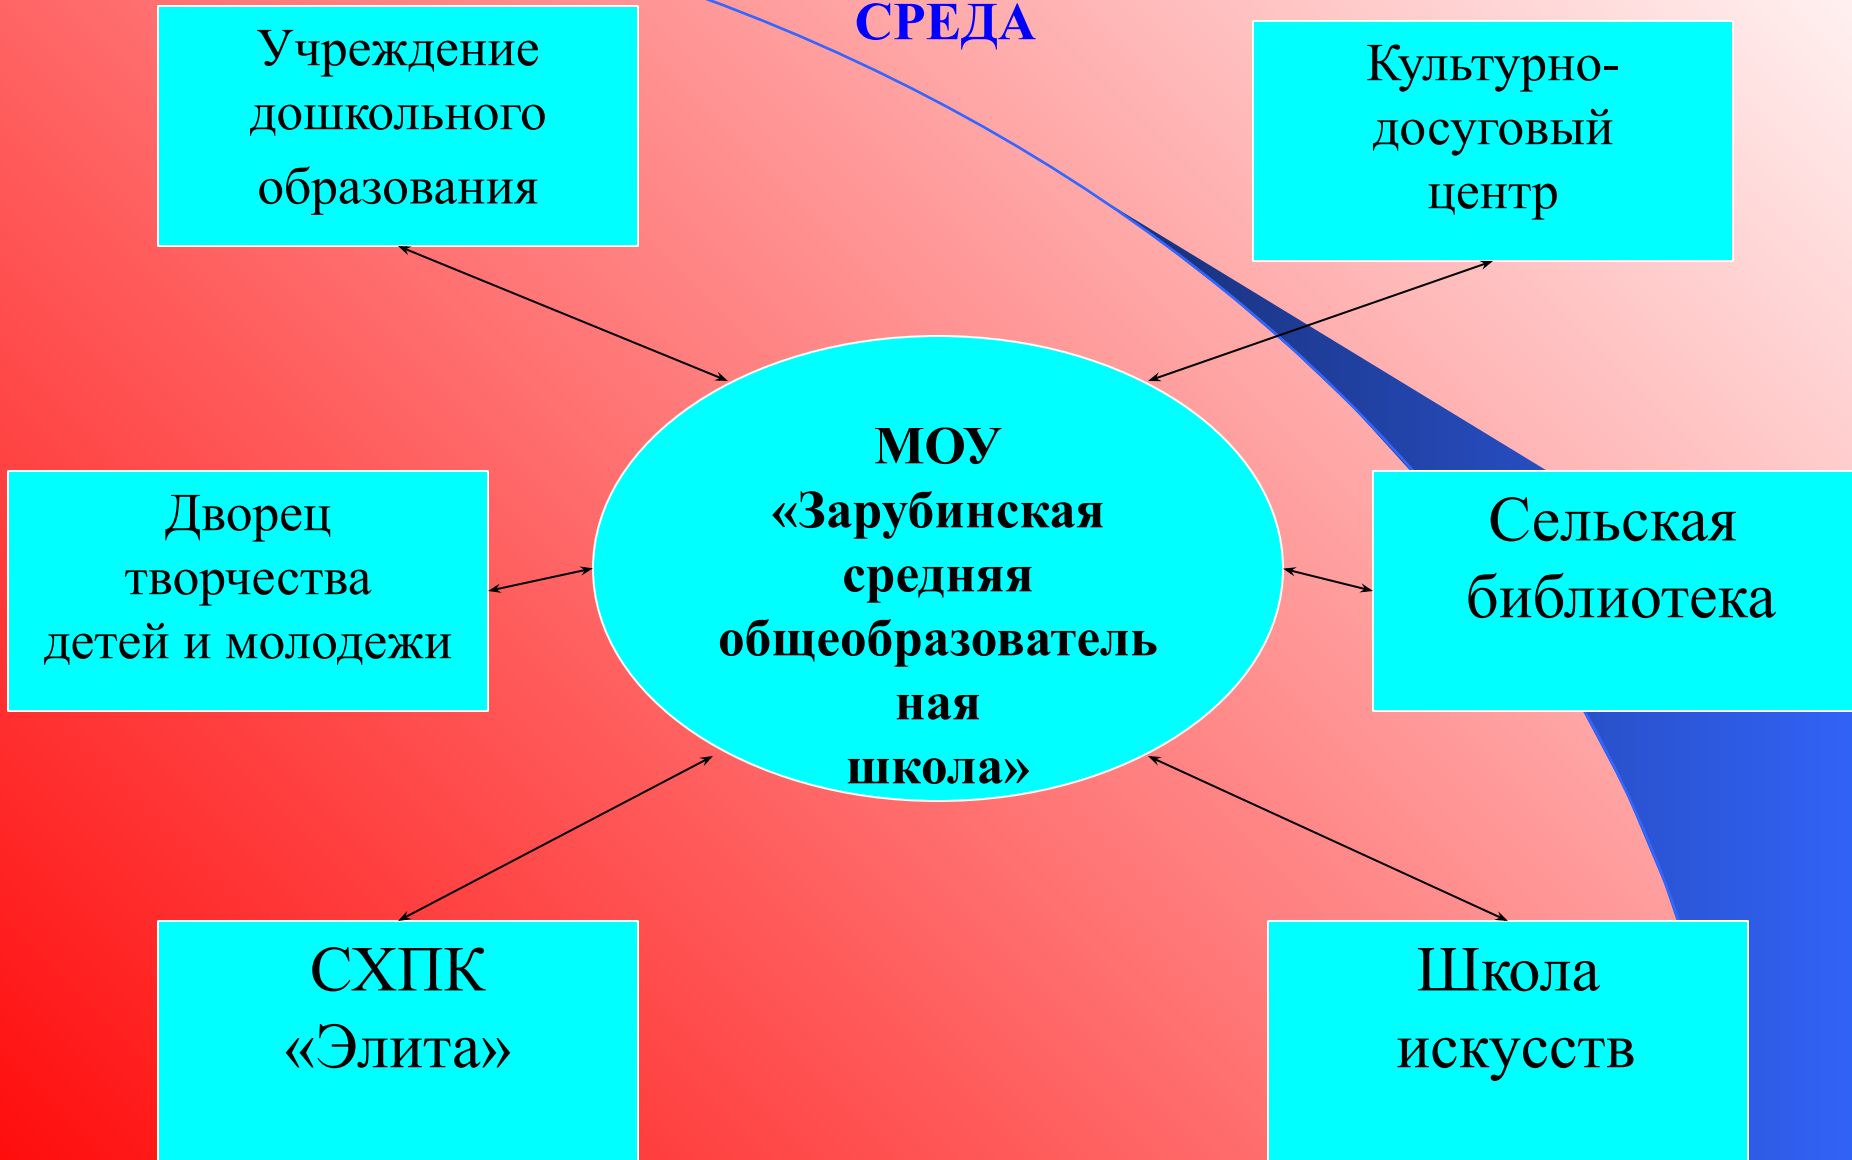 СРЕДА
Учреждение
дошкольного
образования
Культурно-
досуговый
центр
МОУ
«Зарубинская
средняя
общеобразователь
ная
школа»
Дворец
творчества
детей и молодежи
Сельская
библиотека
СХПК
«Элита»
Школа
искусств